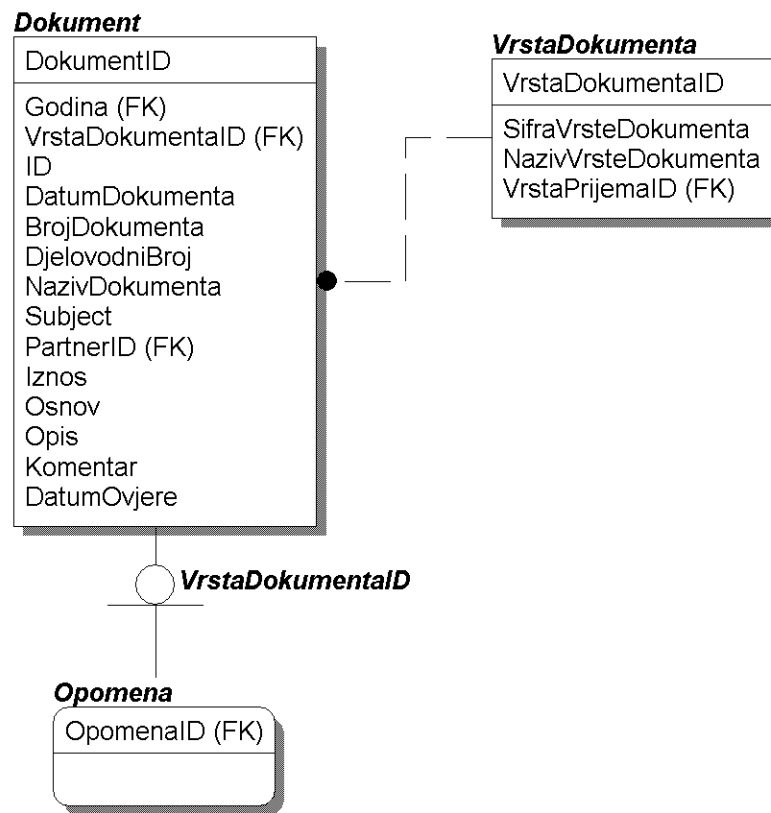 Dokument
DokumentID
Godina (FK)
VrstaDokumentaID (FK)
ID
DatumDokumenta
BrojDokumenta
DjelovodniBroj
NazivDokumenta
Subject
PartnerID (FK)
Iznos
Osnov
Opis
Komentar
DatumOvjere
VrstaDokumenta
VrstaDokumentaID
SifraVrsteDokumenta
NazivVrsteDokumenta
VrstaPrijemaID (FK)
VrstaDokumentaID
Opomena
OpomenaID (FK)